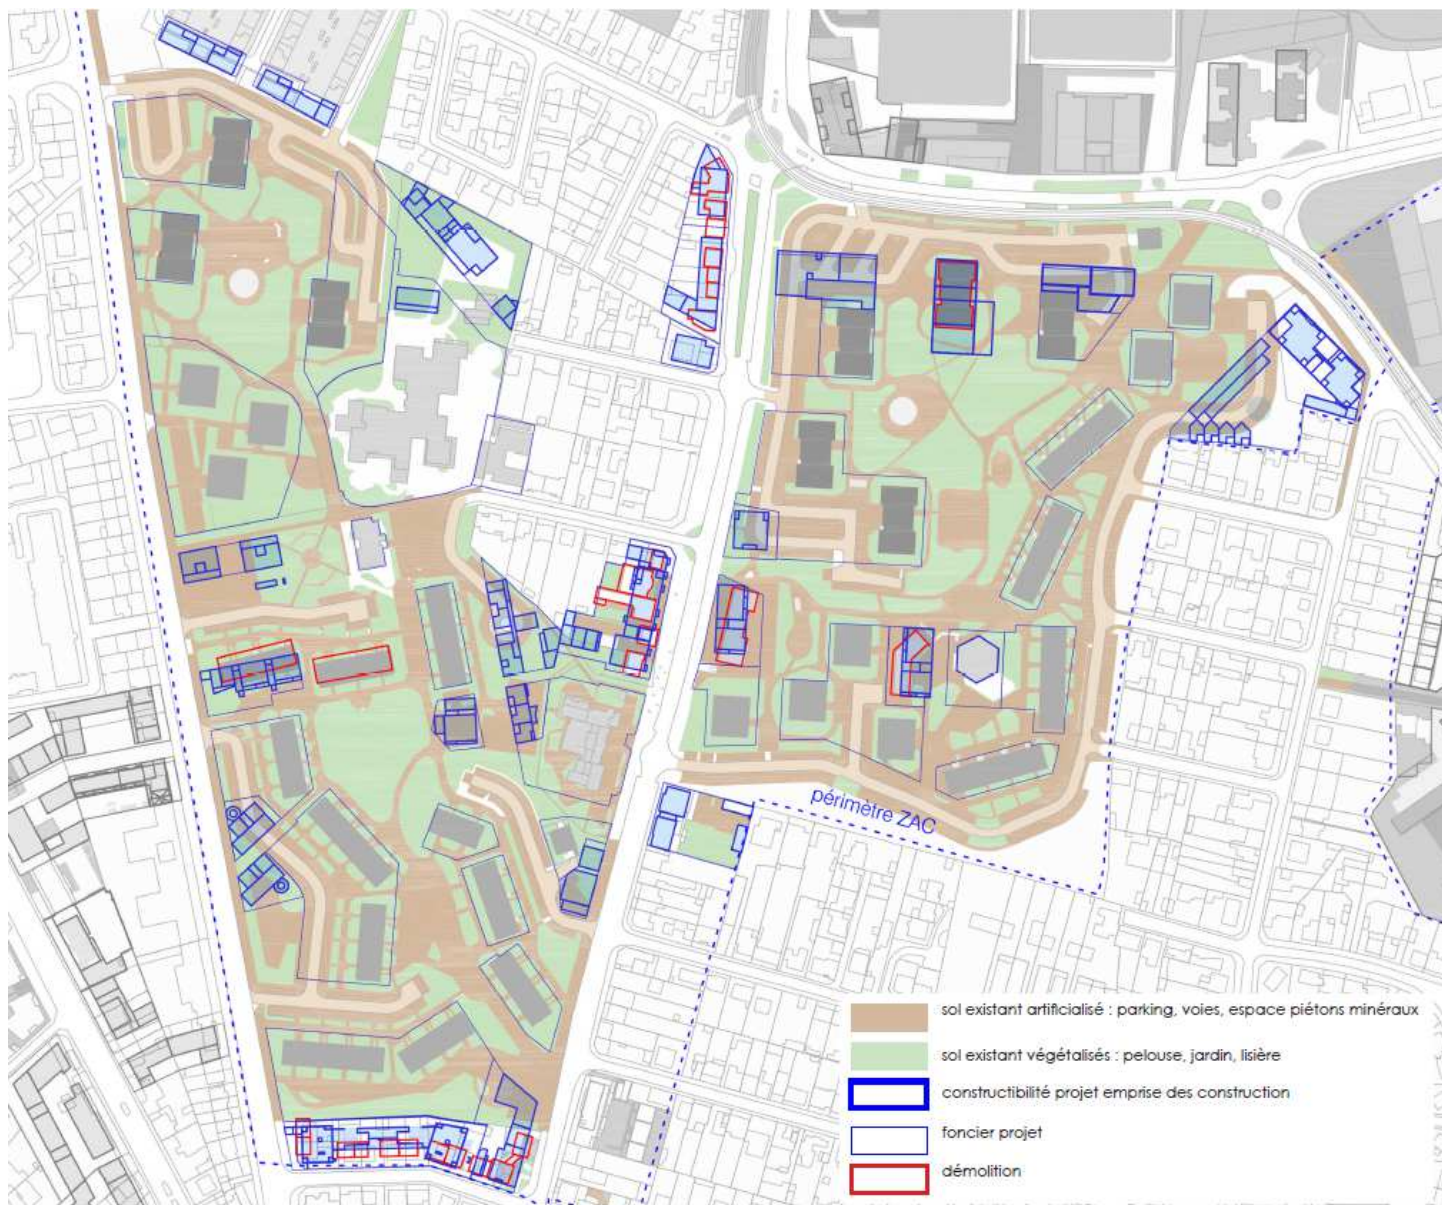 périmètre ZAC
sol existant artificialisé : parking, voies, espace piétons minéraux
sol existant végétalisés : pelouse, jardin, lisière
constructibilité projet emprise des construction
foncier projet
démolition